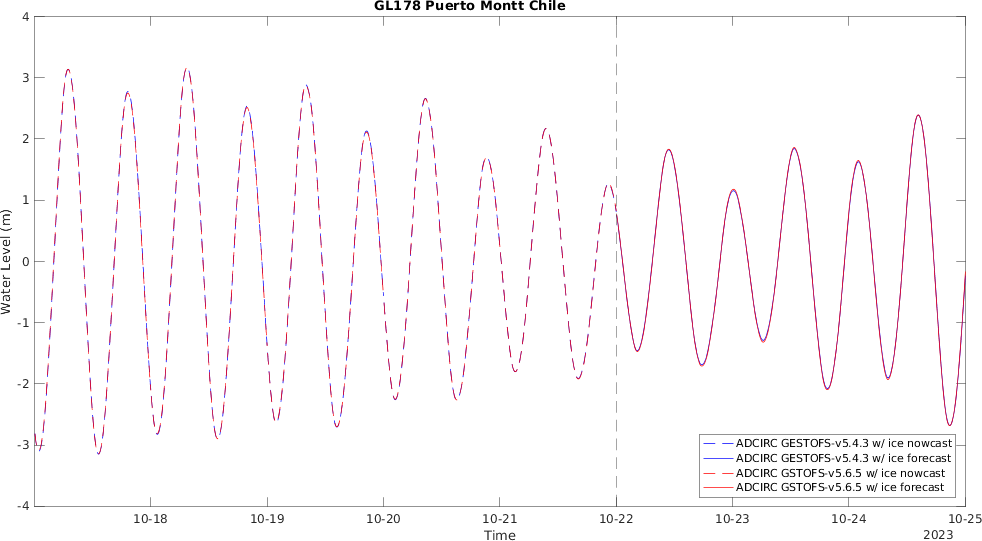 GL178 Puerto Montt Chile
4
3
2
1
0
-1
-2
-3
-4
Water Level (m)
10-18
10-19
10-20
10-21
10-22
10-23
10-24
10-25
Time
2023
ADCIRC GESTOFS-v5.4.3 w/ ice nowcast
ADCIRC GESTOFS-v5.4.3 w/ ice forecast
ADCIRC GSTOFS-v5.6.5 w/ ice nowcast
ADCIRC GSTOFS-v5.6.5 w/ ice forecast